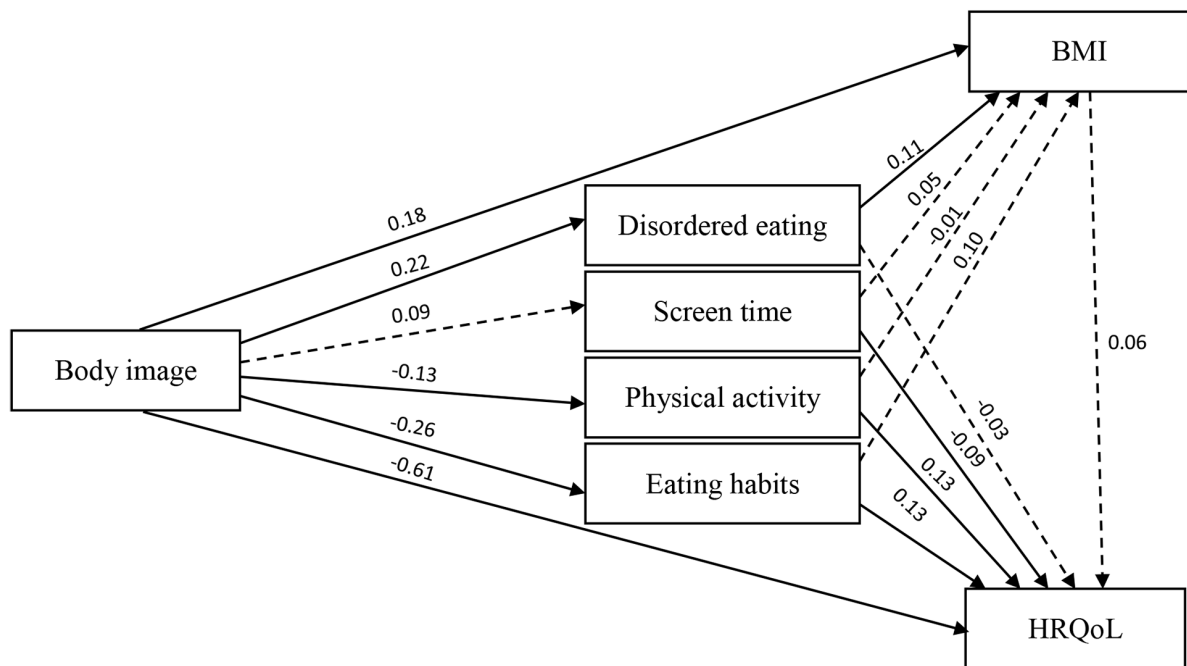 BMI
0.11
0.05
-0.01
0.10
0.18
0.22
Disordered eating
0.09
Screen time
0.06
Body image
-0.13
Physical activity
-0.03
-0.26
-0.09
-0.61
Eating habits
0.13
0.13
HRQoL